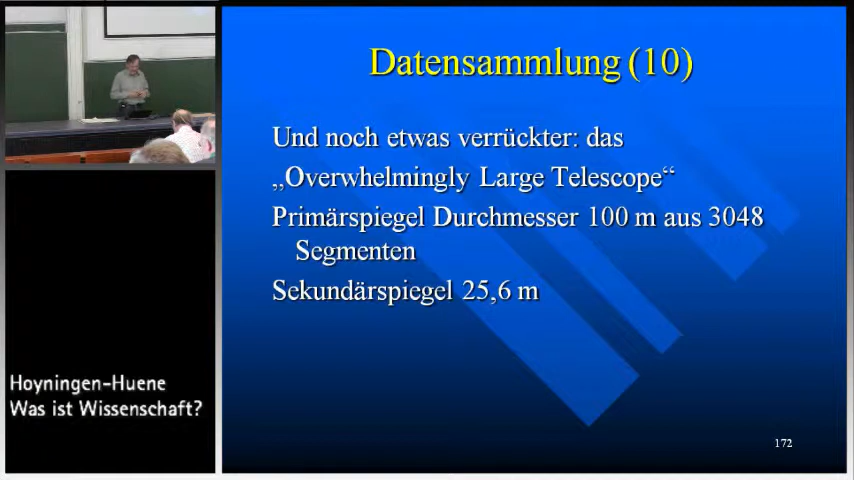 Datensammlung (10)
Und noch etwas verrückter: das
„Overwhelmingly Large Telescope“
Primärspiegel Durchmesser 100 m aus 3048
Segmenten
Sekundärspiegel 25,6 m
Hoyningen-Huene
Was ist Wissenschaft?
172